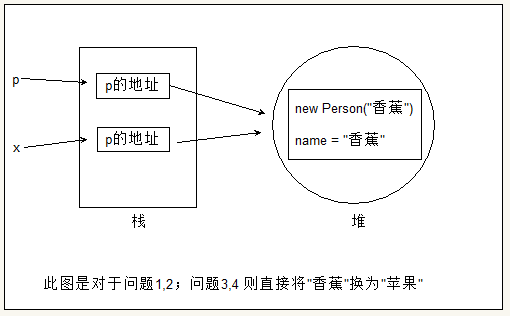 p
p的地址
x
p的地址
new Person("香蕉")
name = "香蕉"
栈
堆
此图是对于问题1,2；问题3,4 则直接将"香蕉"换为"苹果"